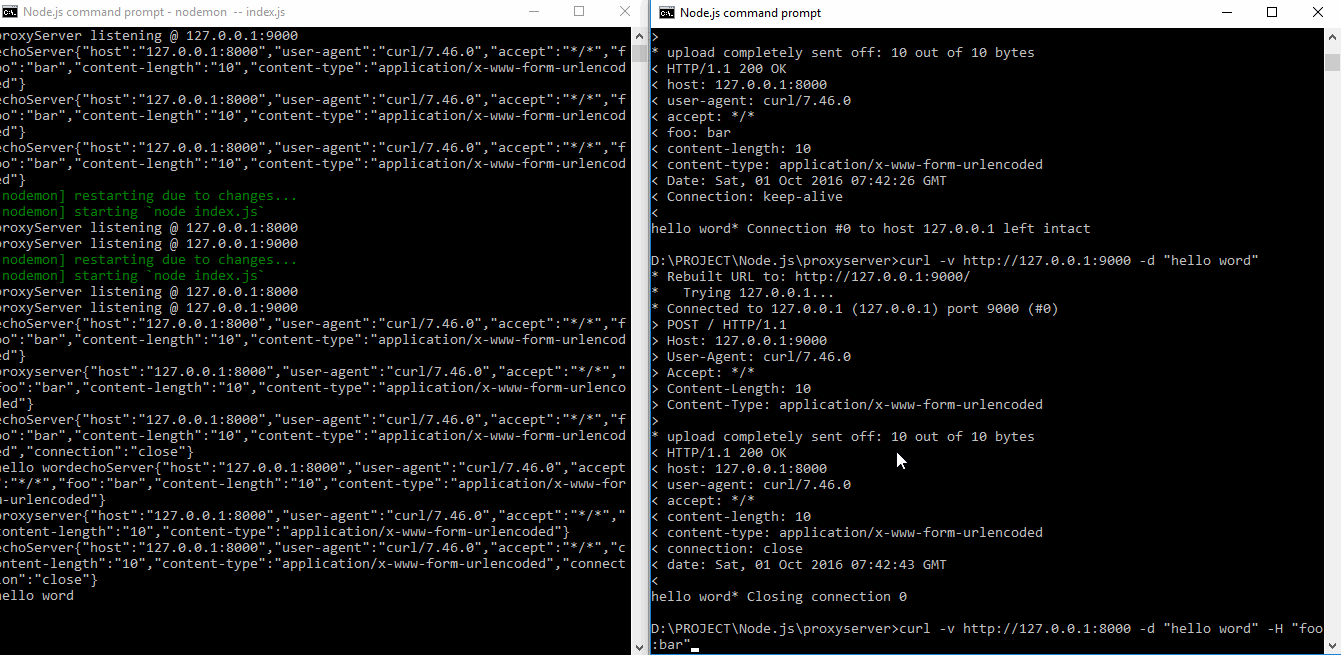 Node.js command prompt - nodemon -- index.js
proxyServer listening @ 127.0.0.1:9000
echoServer{"host":"127.0.0.1:8000","user-agent":"curl/7.46.0","accept":"*/*","f
oo":"bar","content-length":"10","content-type":"application/x-www-form-urlencod
ed"}
echoServer{"host":"127.0.0.1:8000","user-agent":"curl/7.46.0","accept":"*/*","f
oo":"bar","content-length":"10","content-type":"application/x-www-form-urlencod
ed"}
echoServer{"host":"127.0.0.1:8000","user-agent":"curl/7.46.0","accept":"*/*","f
oo":"bar","content-length":"10","content-type":"application/x-www-form-urlencod
ed"}
[nodemon] restarting due to changes...
[nodemon] starting `node index.js`
proxyServer listening @ 127.0.0.1:8000
proxyServer listening @ 127.0.0.1:9000
[nodemon] restarting due to changes...
[nodemon] starting `node index.js`
proxyServer listening @ 127.0.0.1:8000
proxyServer listening @ 127.0.0.1:9000
echoServer{"host":"127.0.0.1:8000","user-agent":"curl/7.46.0","accept":"*/*","f
oo":"bar","content-length":"10","content-type":"application/x-www-form-urlencod
ed"}
proxyserver{"host":"127.0.0.1:8000","user-agent":"curl/7.46.0","accept":"*/*","
foo":"bar","content-length":"10","content-type":"application/x-www-form-urlenco
ded"}
echoServer{"host":"127.0.0.1:8000","user-agent":"curl/7.46.0","accept":"*/*","f
oo":"bar","content-length":"10","content-type":"application/x-www-form-urlencod
ed","connection":"close"}
hello wordechoServer{"host":"127.0.0.1:8000","user-agent":"curl/7.46.0","accept
":"*/*","foo":"bar","content-length":"10","content-type":"application/x-www-for
m-urlencoded"}
proxyserver{"host":"127.0.0.1:8000","user-agent":"curl/7.46.0","accept":"*/*","
content-length":"10","content-type":"application/x-www-form-urlencoded"}
echoServer{"host":"127.0.0.1:8000","user-agent":"curl/7.46.0","accept":"*/*","c
ontent-length":"10","content-type":"application/x-www-form-urlencoded","connect
ion":"close"}
hello word
Node.js command prompt
>
* upload completely sent off: 10 out of 10 bytes
< HTTP/1.1 200 OK
< host: 127.0.0.1:8000
< user-agent: curl/7.46.0
< accept: */*
< foo: bar
< content-length: 10
< content-type: application/x-www-form-urlencoded
< Date: Sat, 01 Oct 2016 07:42:26 GMT
< Connection: keep-alive
<
hello word* Connection #0 to host 127.0.0.1 left intact
D:\PROJECT\Node.js\proxyserver>curl -v http://127.0.0.1:9000 -d "hello word"
* Rebuilt URL to: http://127.0.0.1:9000/
*   Trying 127.0.0.1...
* Connected to 127.0.0.1 (127.0.0.1) port 9000 (#0)
> POST / HTTP/1.1
> Host: 127.0.0.1:9000
> User-Agent: curl/7.46.0
> Accept: */*
> Content-Length: 10
> Content-Type: application/x-www-form-urlencoded
>
* upload completely sent off: 10 out of 10 bytes
< HTTP/1.1 200 OK
< host: 127.0.0.1:8000
< user-agent: curl/7.46.0
< accept: */*
< content-length: 10
< content-type: application/x-www-form-urlencoded
< connection: close
< date: Sat, 01 Oct 2016 07:42:43 GMT
<
hello word* Closing connection 0
D:\PROJECT\Node.js\proxyserver>curl -v http://127.0.0.1:8000 -d "hello word" -H "foo
:bar"